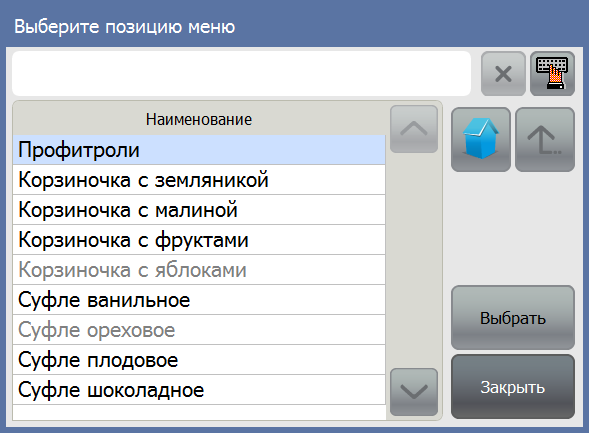 Выберите позицию меню
Наименование
Профитроли
Корзиночка с земляникой
Корзиночка с малиной
Корзиночка с фруктами
Корзиночка с яблоками
Суфле ванильное
Суфле ореховое
Суфле плодовое
Суфле шоколадное
Выбрать
Закрыть